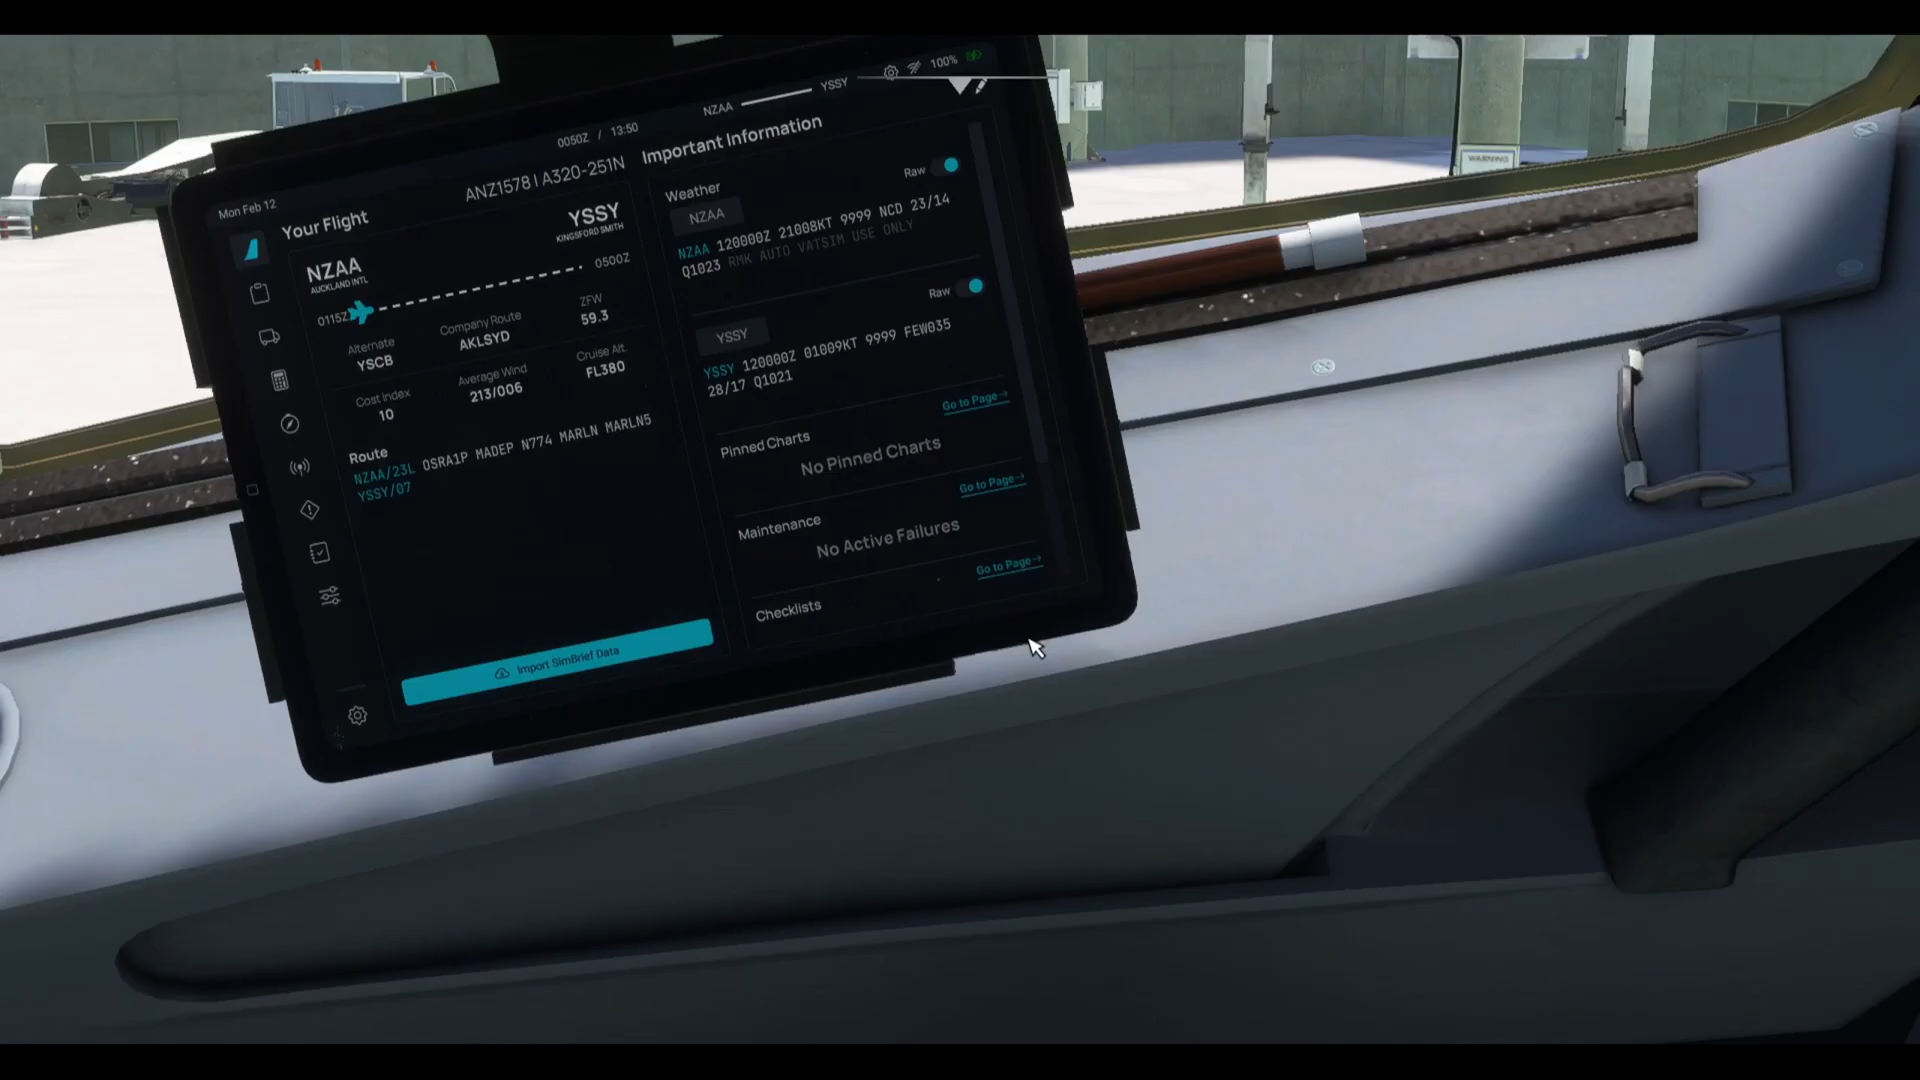 Mon Feb 12
0050Z / 13:50
NZAA
YSSY
100%
Your Flight
ANZ1578 | A320-251N
NZAA
AUCKLAND INTL
YSSY
KINGSFORD SMITH
0115Z
0500Z
Alternate
YSCB
Company Route
AKLSYD
ZFW
59.3
Cost Index
10
Average Wind
213/006
Cruise Alt.
FL380
Route
NZAA/23L OSRA1P MADEP N774 MARLN MARLN5
YSSY/07
Import SimBrief Data
Important Information
Weather
Raw
NZAA
NZAA 120000Z 21008KT 9999 NCD 23/14
Q1023 RMK AUTO VATSIM USE ONLY
Raw
YSSY
YSSY 120000Z 01009KT 9999 FEW035
28/17 Q1021
Go to Page
Pinned Charts
No Pinned Charts
Go to Page
Maintenance
No Active Failures
Go to Page
Checklists
WARNING